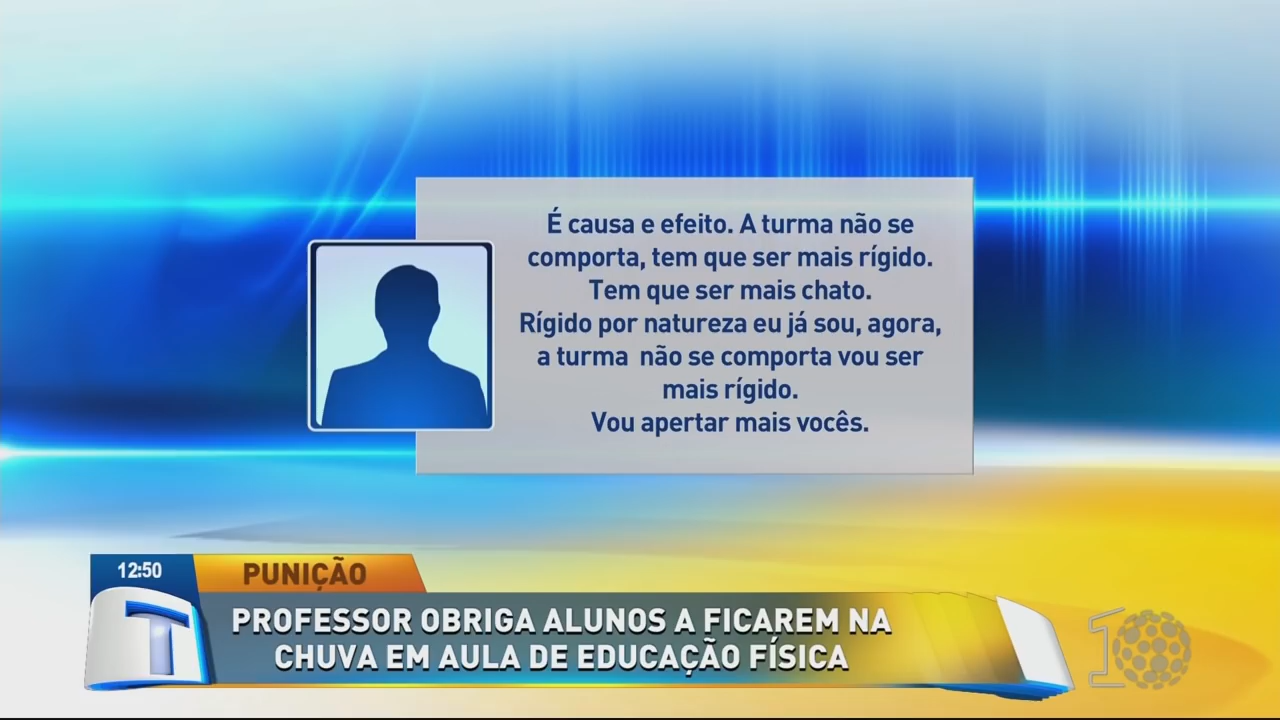 É causa e efeito. A turma não se
comporta, tem que ser mais rígido.
Tem que ser mais chato.
Rígido por natureza eu já sou, agora,
a turma não se comporta vou ser
mais rígido.
Vou apertar mais vocês.
12:50
PUNIÇÃO
T
PROFESSOR OBRIGA ALUNOS A FICAREM NA
CHUVA EM AULA DE EDUCAÇÃO FÍSICA
10